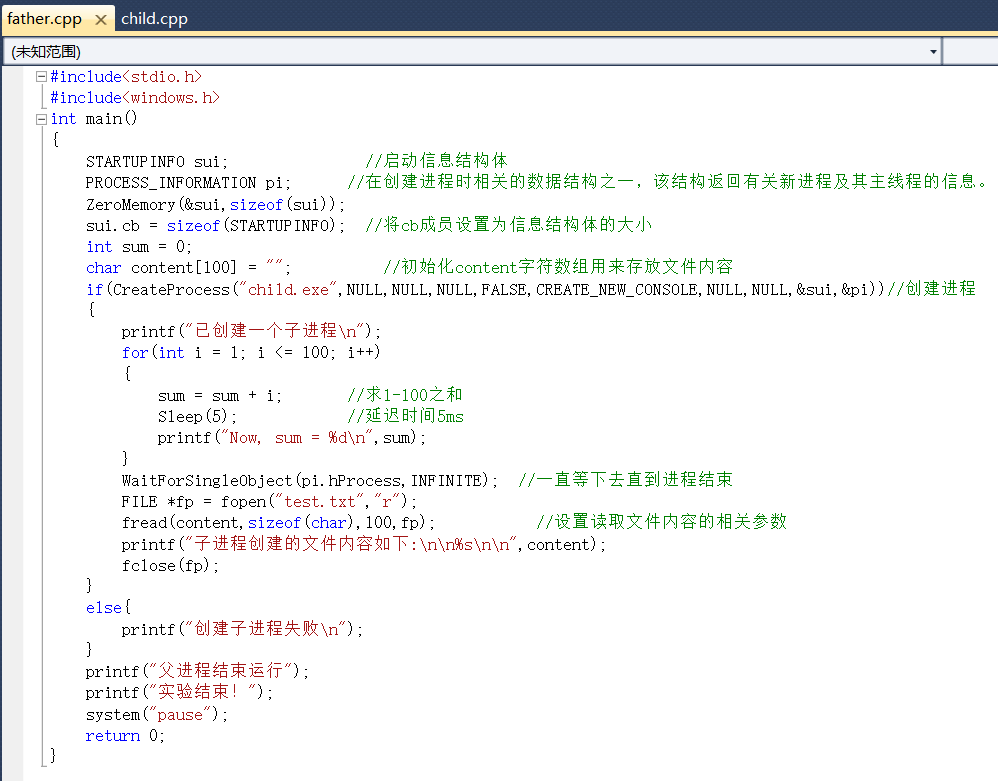 father.cpp × child.cpp
(未知范围)
#include<stdio.h>
#include<windows.h>
int main()
{
    STARTUPINFO sui;                //启动信息结构体
    PROCESS_INFORMATION pi;       //在创建进程时相关的数据结构之一，该结构返回有关新进程及其主线程的信息。
    ZeroMemory(&sui,sizeof(sui));
    sui.cb = sizeof(STARTUPINFO);  //将cb成员设置为信息结构体的大小
    int sum = 0;
    char content[100] = "";           //初始化content字符数组用来存放文件内容
    if(CreateProcess("child.exe",NULL,NULL,NULL,FALSE,CREATE_NEW_CONSOLE,NULL,NULL,&sui,&pi))//创建进程
    {
        printf("已创建一个子进程\n");
        for(int i = 1; i <= 100; i++)
        {
            sum = sum + i;        //求1-100之和
            Sleep(5);             //延迟时间5ms
            printf("Now, sum = %d\n",sum);
        }
        WaitForSingleObject(pi.hProcess,INFINITE);  //一直等下去直到进程结束
        FILE *fp = fopen("test.txt","r");
        fread(content,sizeof(char),100,fp);            //设置读取文件内容的相关参数
        printf("子进程创建的文件内容如下:\n\n%s\n\n",content);
        fclose(fp);
    }
    else{
        printf("创建子进程失败\n");
    }
    printf("父进程结束运行");
    printf("实验结束！");
    system("pause");
    return 0;
}